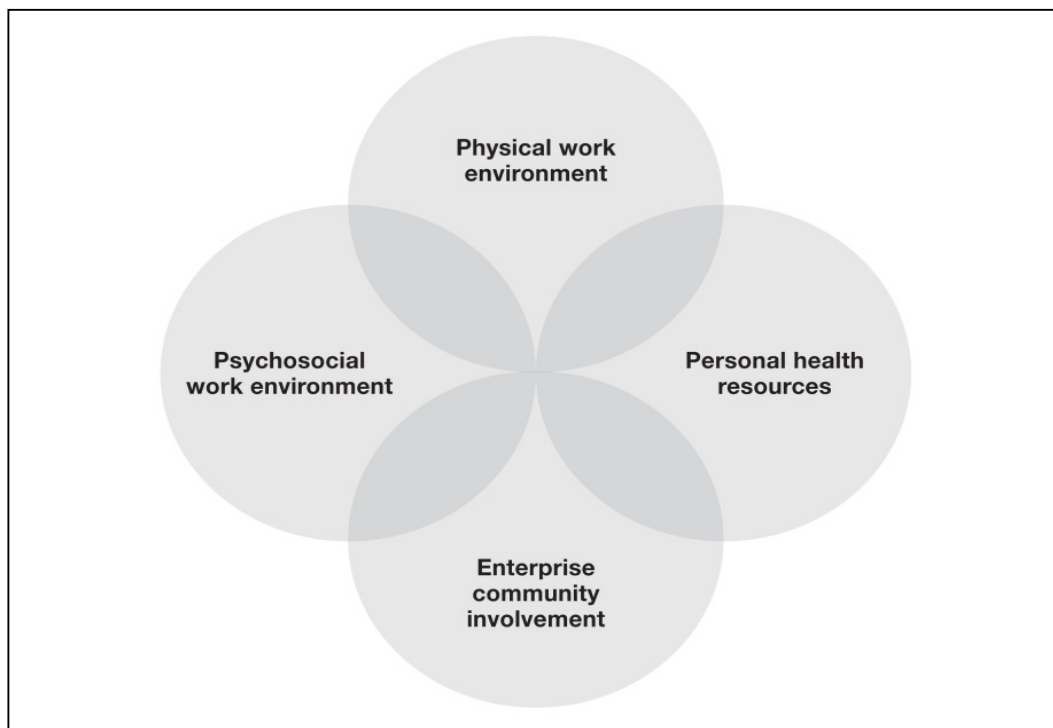 Physical work
environment
Psychosocial
work environment
Personal health
resources
Enterprise
community
involvement